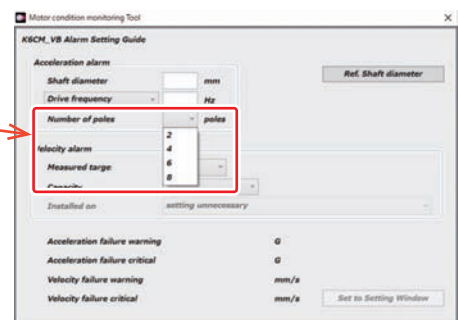 Motor condition monitoring Tool
K6CM_VB Alarm Setting Guide
Acceleration alarm
Shaft diameter mm
Ref. Shaft diameter
Drive frequency Hz
Number of poles poles
2
4
6
8
Velocity alarm
Measured targe
Capacity
Installed on setting unnecessary
Acceleration failure warning G
Acceleration failure critical G
Velocity failure warning mm/s
Velocity failure critical mm/s
Set to Setting Window